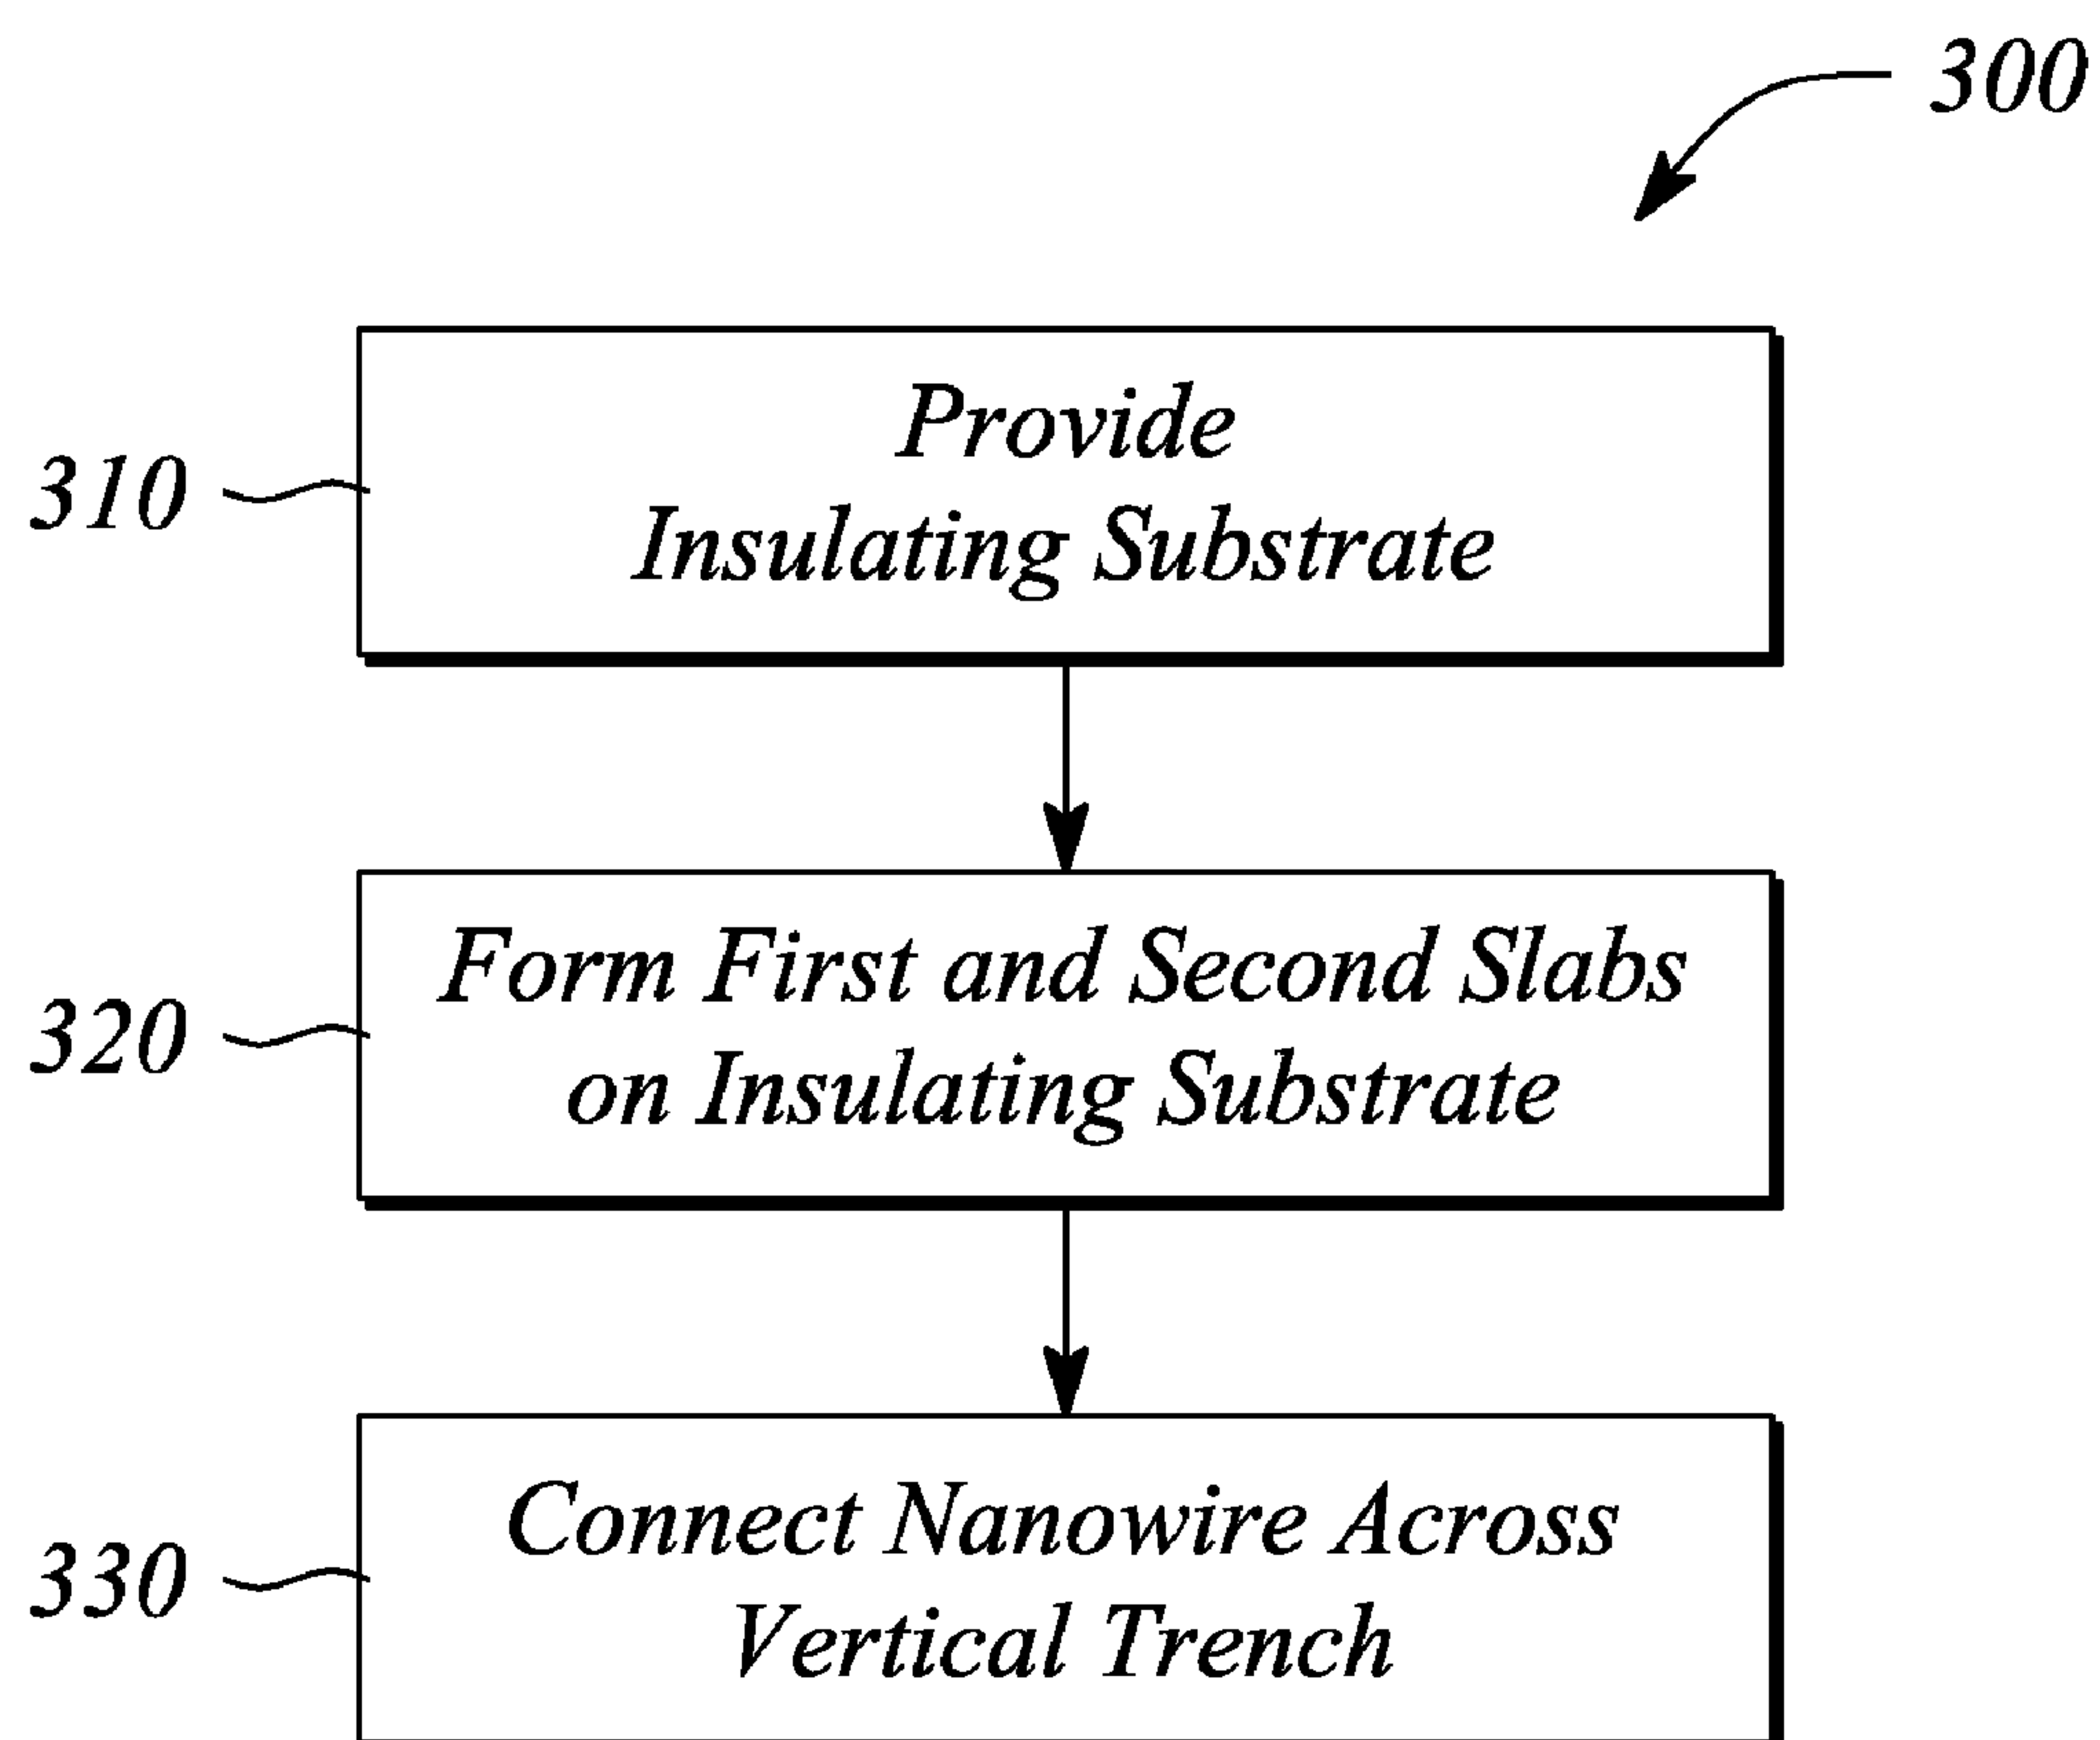 300
310
Provide
Insulating Substrate
320
Form First and Second Slabs
on Insulating Substrate
330
Connect Nanowire Across
Vertical Trench